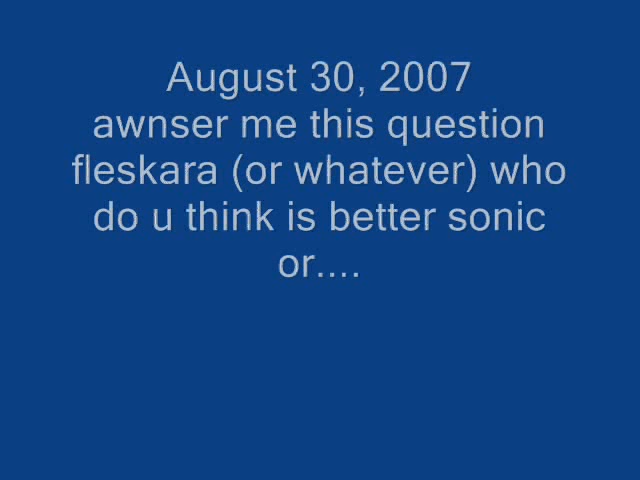 August 30, 2007
awnser me this question
fleskara (or whatever) who
do u think is better sonic
or....